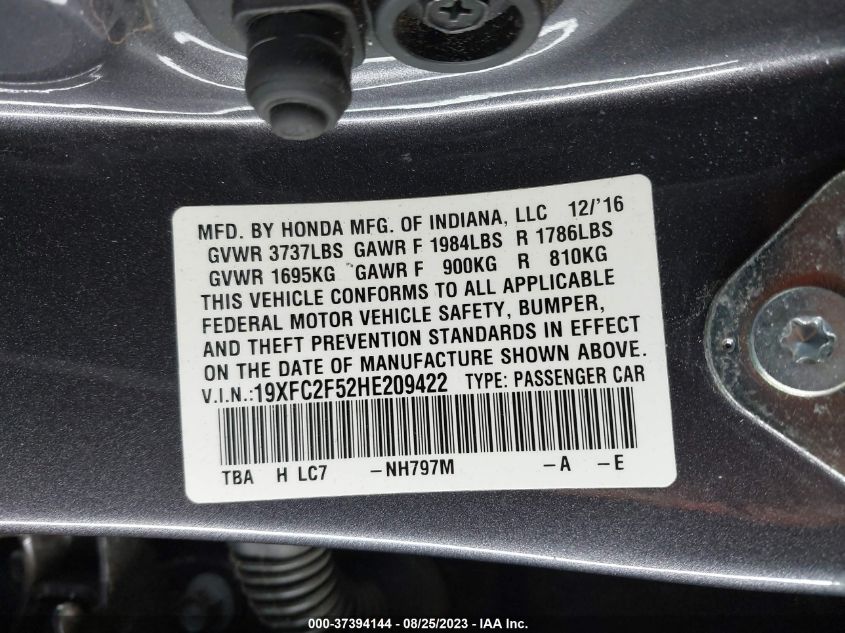 MFD. BY HONDA MFG. OF INDIANA, LLC 12/'16
GVWR 3737LBS GAWR F 1984LBS R 1786LBS
GVWR 1695KG GAWR F 900KG R 810KG
THIS VEHICLE CONFORMS TO ALL APPLICABLE
FEDERAL MOTOR VEHICLE SAFETY, BUMPER,
AND THEFT PREVENTION STANDARDS IN EFFECT
ON THE DATE OF MANUFACTURE SHOWN ABOVE.
V.I.N.:19XFC2F52HE209422 TYPE: PASSENGER CAR
TBA H LC7 -NH797M -A -E
000-37394144 - 08/25/2023 - IAA Inc.